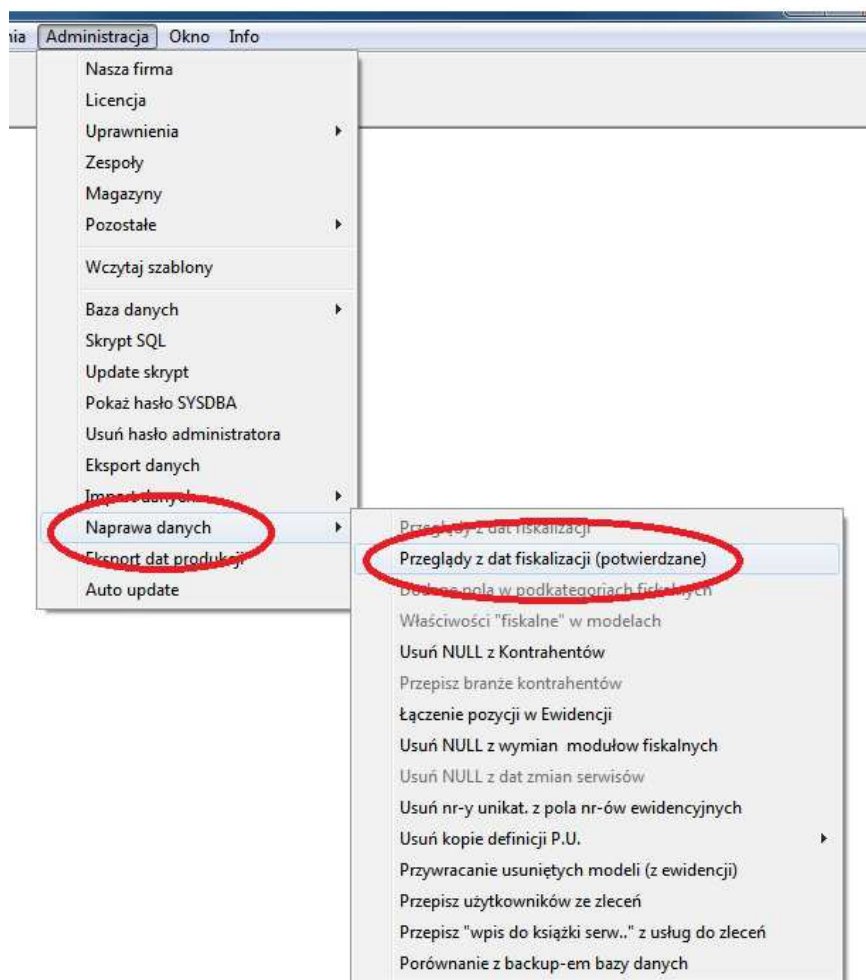 nia Administracja Okno Info
Nasza firma
Licencja
Uprawnienia
Zespoły
Magazyny
Pozostałe
Wczytaj szablony
Baza danych
Skrypt SQL
Update skrypt
Pokaż hasło SYSDBA
Usuń hasło administratora
Eksport danych
Import danych
Naprawa danych
Eksport dat produkcji
Auto update
Przeglądy z dat fiskalizacji
Przeglądy z dat fiskalizacji (potwierdzane)
Dodane pola w podkategoriach fiskalnych
Właściwości "fiskalne" w modelach
Usuń NULL z Kontrahentów
Przepisz branże kontrahentów
Łączenie pozycji w Ewidencji
Usuń NULL z wymian modułow fiskalnych
Usuń NULL z dat zmian serwisów
Usuń nr-y unikat. z pola nr-ów ewidencyjnych
Usuń kopie definicji P.U.
Przywracanie usuniętych modeli (z ewidencji)
Przepisz użytkowników ze zleceń
Przepisz "wpis do książki serw.." z usług do zleceń
Porównanie z backup-em bazy danych